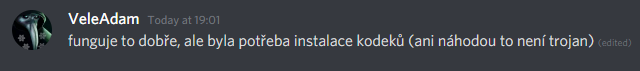 VeleAdam Today at 19:01
funguje to dobře, ale byla potřeba instalace kodeků (ani náhodou to není trojan) (edited)